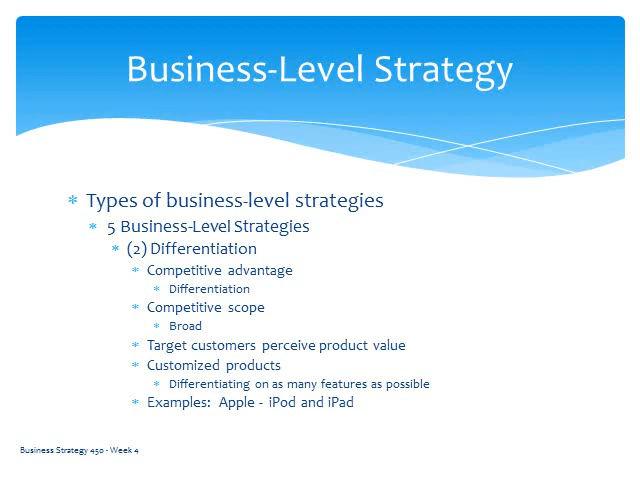 Business-Level Strategy
* Types of business-level strategies
* 5 Business-Level Strategies
* (2) Differentiation
* Competitive advantage
* Differentiation
* Competitive scope
* Broad
* Target customers perceive product value
* Customized products
* Differentiating on as many features as possible
* Examples: Apple - iPod and iPad
Business Strategy 450 - Week 4